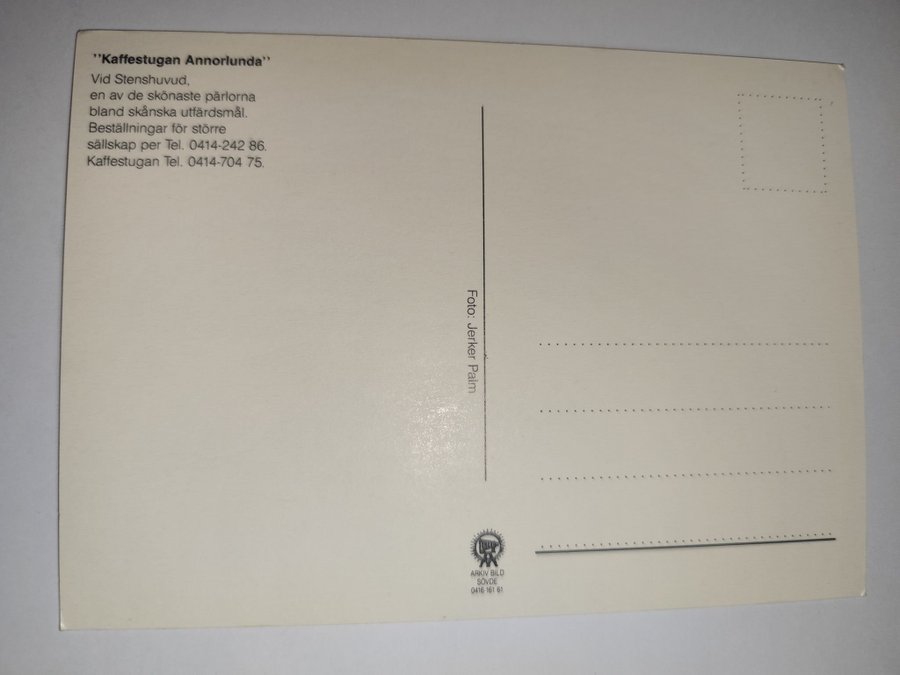 "Kaffestugan Annorlunda"
Vid Stenshuvud,
en av de skönaste pärlorna
bland skånska utfärdsmål.
Beställningar för större
sällskap per Tel. 0414-242 86.
Kaffestugan Tel. 0414-704 75.
Foto: Jerker Palm
ARKIV BILD
SÖVDE
0416 161 61